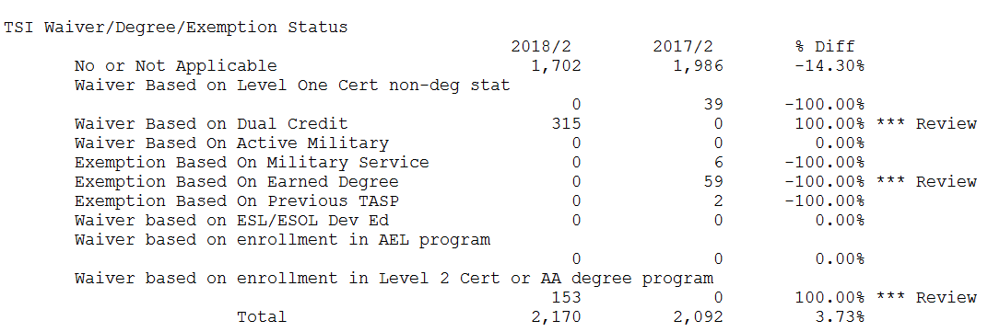 TSI Waiver/Degree/Exemption Status
2018/2 2017/2 % Diff
No or Not Applicable 1,702 1,986 -14.30%
Waiver Based on Level One Cert non-deg stat
0 39 -100.00%
Waiver Based on Dual Credit 315 0 100.00% *** Review
Waiver Based On Active Military 0 0 0.00%
Exemption Based On Military Service 0 6 -100.00%
Exemption Based On Earned Degree 0 59 -100.00% *** Review
Exemption Based On Previous TASP 0 2 -100.00%
Waiver based on ESL/ESOL Dev Ed 0 0 0.00%
Waiver based on enrollment in AEL program
0 0 0.00%
Waiver based on enrollment in Level 2 Cert or AA degree program
153 0 100.00% *** Review
Total 2,170 2,092 3.73%